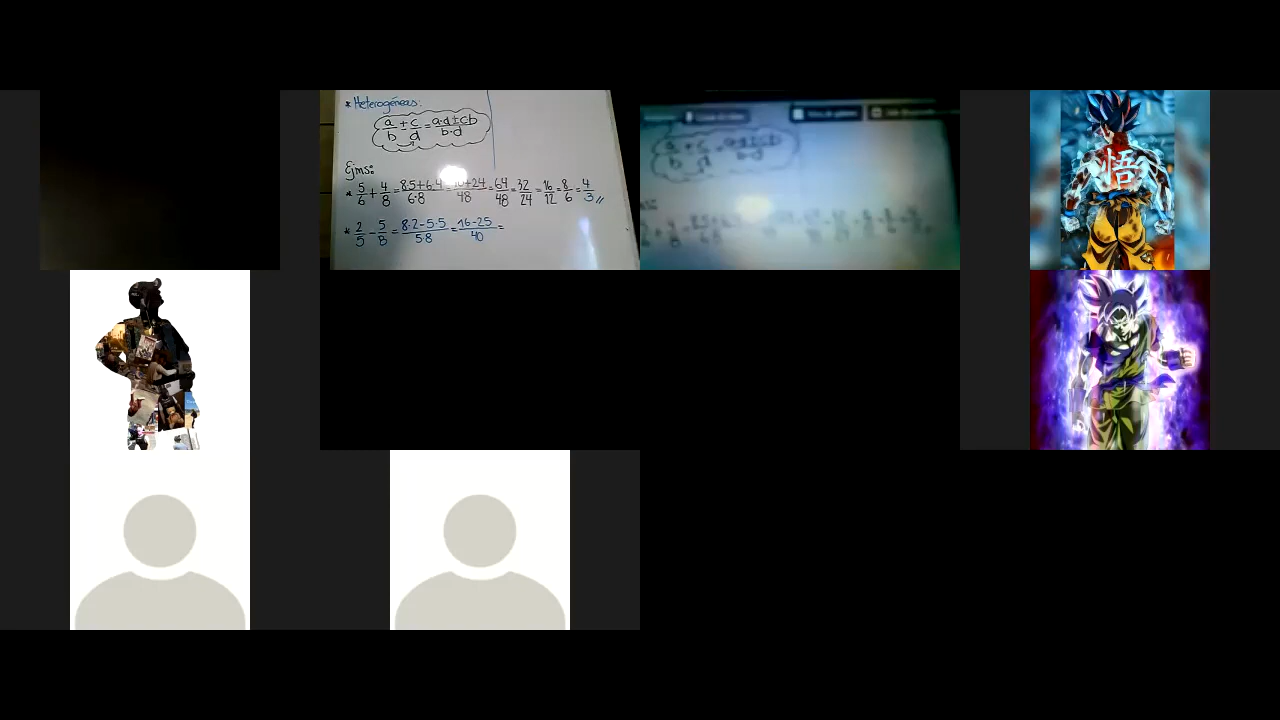 * Heterogéneas:
a/b ± c/d = a·d±cb/b·d
Ejms:
* 5/6 + 4/8 = 8·5+6·4/6·8 = 40+24/48 = 64/48 = 32/24 = 16/12 = 8/6 = 4/3 //
* 2/5 - 5/8 = 8·2-5·5/5·8 = 16-25/40 =
悟